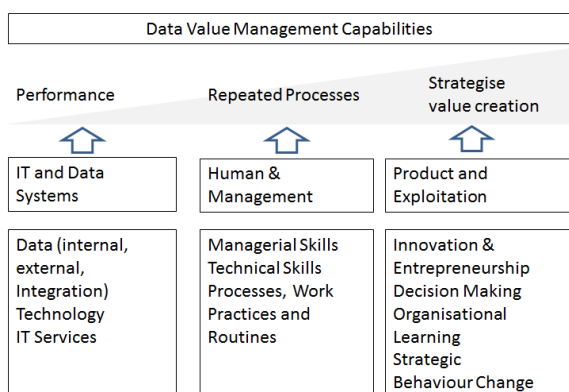 Data Value Management Capabilities
Performance
Repeated Processes
Strategise
value creation
IT and Data
Systems
Human &
Management
Product and
Exploitation
Data (internal,
external,
Integration)
Technology
IT Services
Managerial Skills
Technical Skills
Processes, Work
Practices and
Routines
Innovation &
Entrepreneurship
Decision Making
Organisational
Learning
Strategic
Behaviour Change